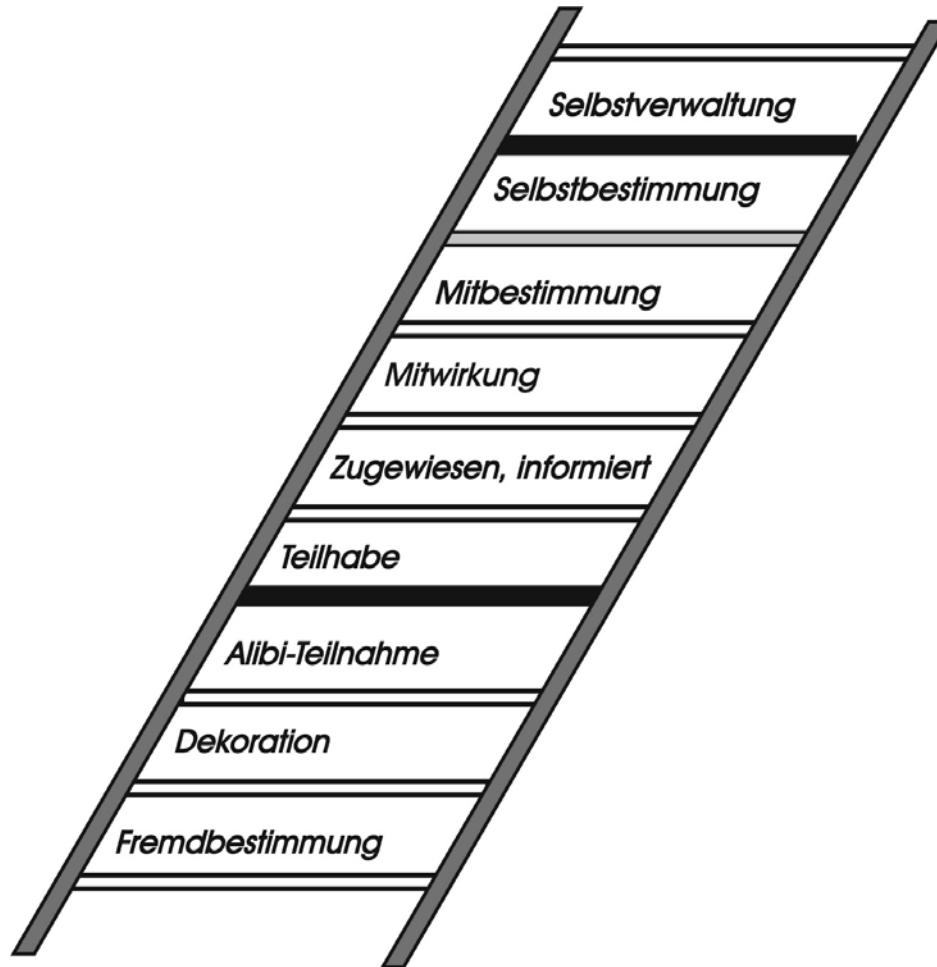 Selbstverwaltung
Selbstbestimmung
Mitbestimmung
Mitwirkung
Zugewiesen, informiert
Teilhabe
Alibi-Teilnahme
Dekoration
Fremdbestimmung